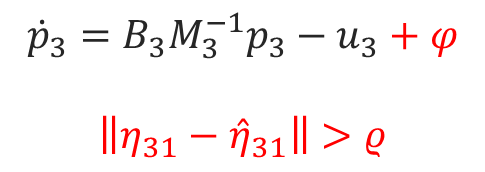 ṗ₃ = B₃M₃⁻¹p₃ − u₃ + φ
‖η₃₁ − η̂₃₁‖ > ϱ